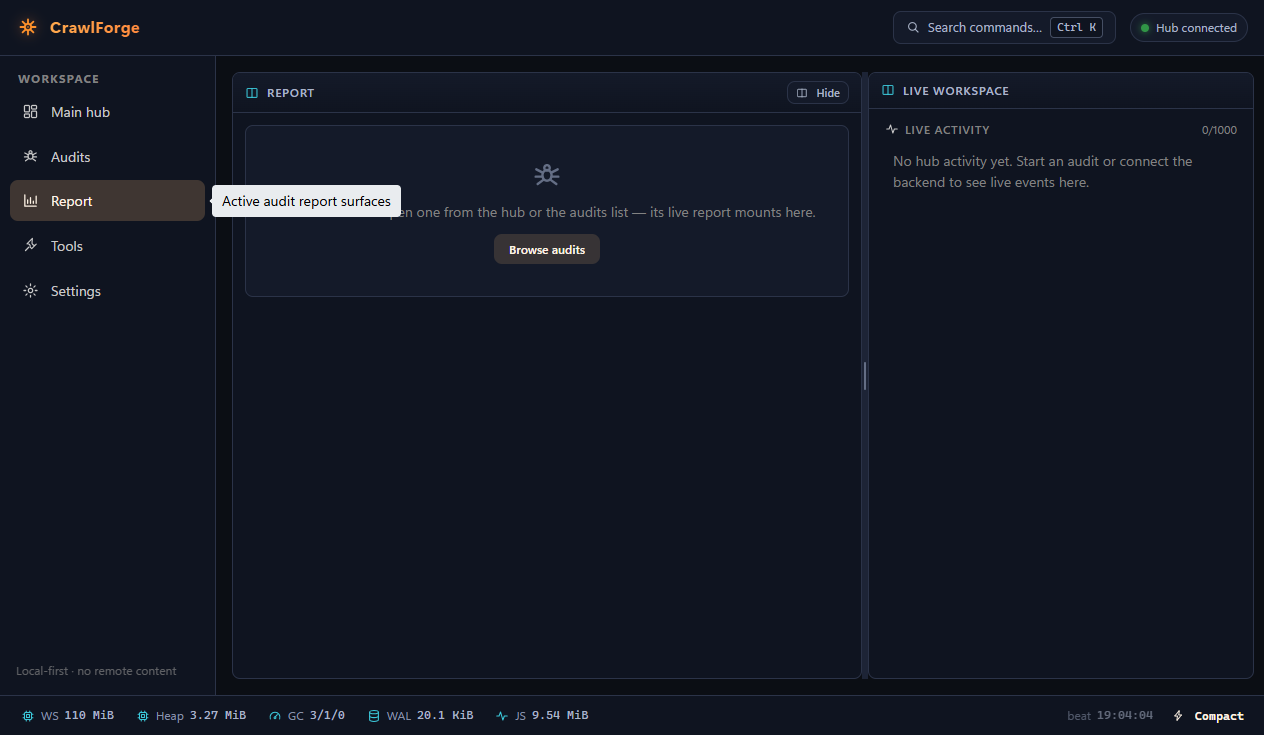 CrawlForge
Search commands... Ctrl K
Hub connected
WORKSPACE
Main hub
Audits
Report
Tools
Settings
Local-first · no remote content
REPORT
Hide
Active audit report surfaces
one from the hub or the audits list — its live report mounts here.
Browse audits
LIVE WORKSPACE
LIVE ACTIVITY
0/1000
No hub activity yet. Start an audit or connect the
backend to see live events here.
WS 110 MiB
Heap 3.27 MiB
GC 3/1/0
WAL 20.1 KiB
JS 9.54 MiB
beat 19:04:04
Compact